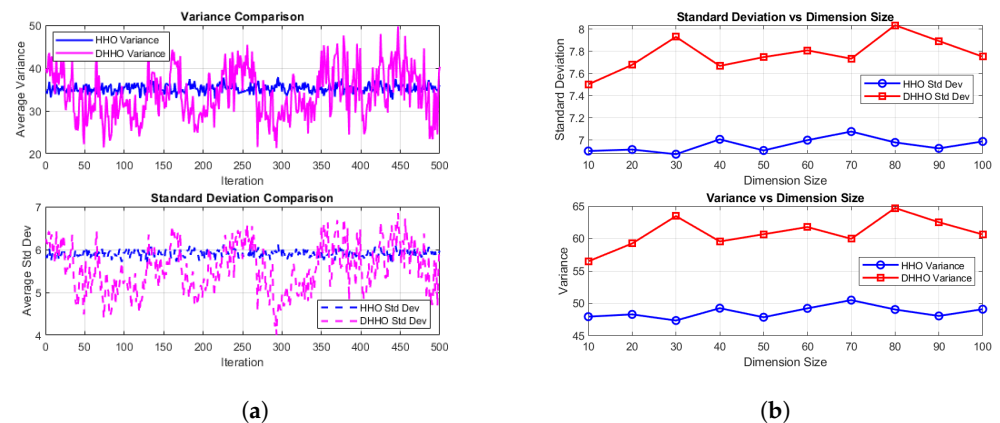 Variance Comparison
Average Variance
50
40
30
20
HHO Variance
DHHO Variance
0 50 100 150 200 250 300 350 400 450 500
Iteration
Standard Deviation Comparison
Average Std Dev
7
6
5
4
HHO Std Dev
DHHO Std Dev
0 50 100 150 200 250 300 350 400 450 500
Iteration
(a)
Standard Deviation vs Dimension Size
Standard Deviation
8
7.8
7.6
7.4
7.2
7
HHO Std Dev
DHHO Std Dev
10 20 30 40 50 60 70 80 90 100
Dimension Size
Variance vs Dimension Size
Variance
65
60
55
50
45
HHO Variance
DHHO Variance
10 20 30 40 50 60 70 80 90 100
Dimension Size
(b)